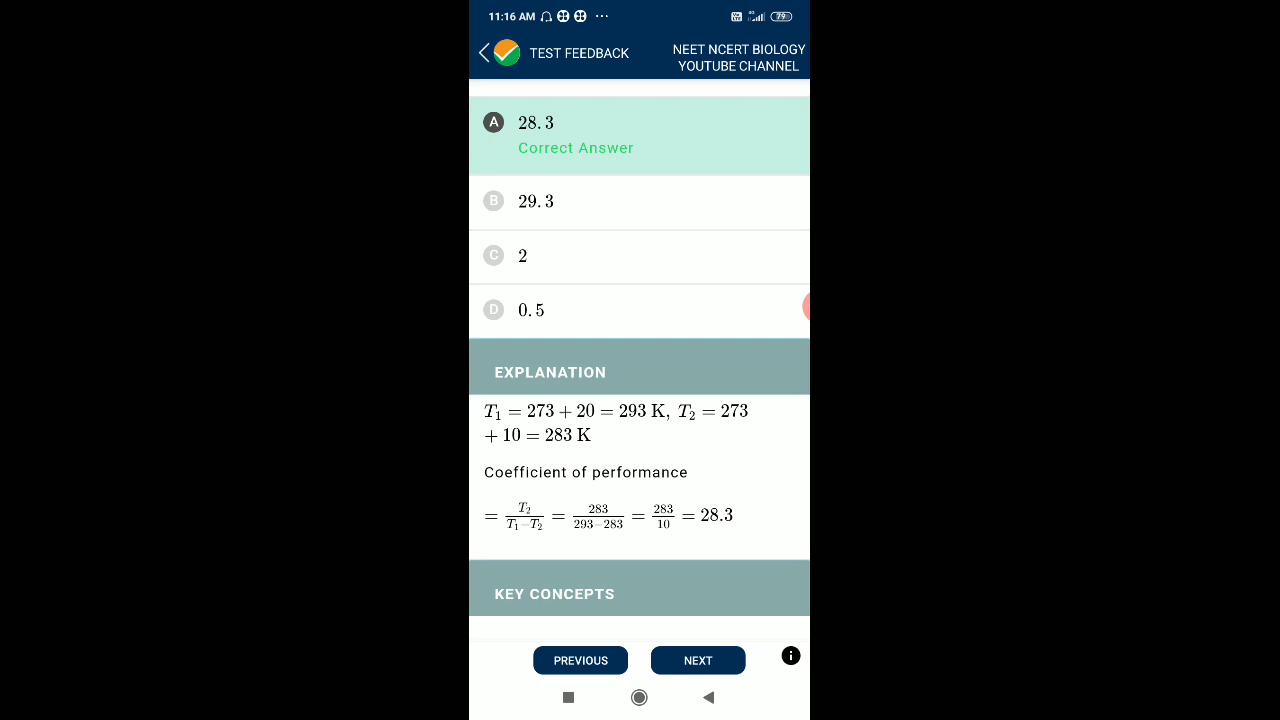 11:16 AM ... 79
TEST FEEDBACK
NEET NCERT BIOLOGY
YOUTUBE CHANNEL
A 28.3
Correct Answer
B 29.3
C 2
D 0.5
EXPLANATION
T₁ = 273 + 20 = 293 K, T₂ = 273
+ 10 = 283 K
Coefficient of performance
= T₂/(T₁−T₂) = 283/(293−283) = 283/10 = 28.3
KEY CONCEPTS
PREVIOUS NEXT